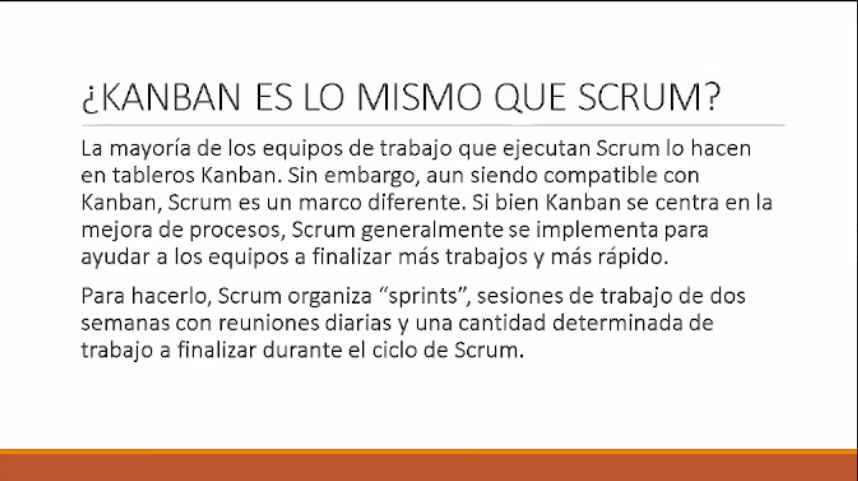 ¿KANBAN ES LO MISMO QUE SCRUM?
La mayoría de los equipos de trabajo que ejecutan Scrum lo hacen
en tableros Kanban. Sin embargo, aun siendo compatible con
Kanban, Scrum es un marco diferente. Si bien Kanban se centra en la
mejora de procesos, Scrum generalmente se implementa para
ayudar a los equipos a finalizar más trabajos y más rápido.
Para hacerlo, Scrum organiza “sprints”, sesiones de trabajo de dos
semanas con reuniones diarias y una cantidad determinada de
trabajo a finalizar durante el ciclo de Scrum.